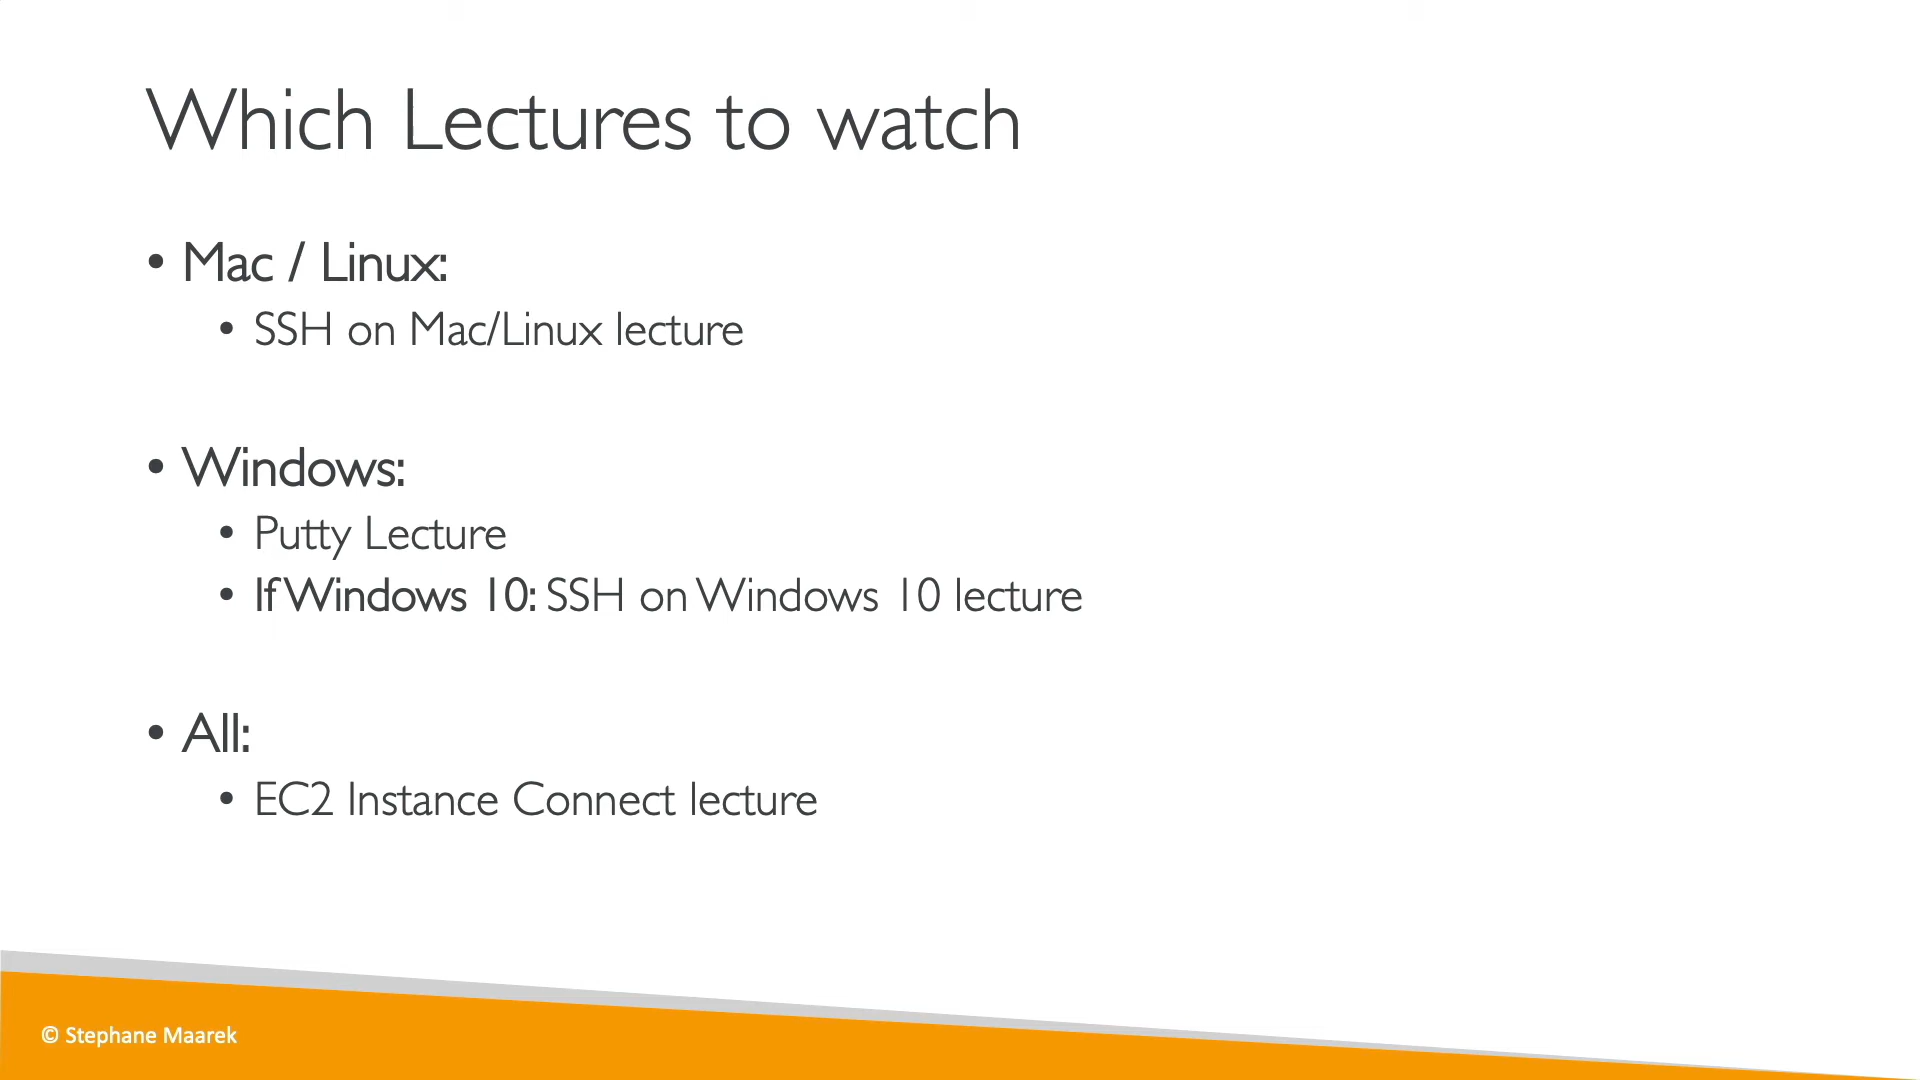 Which Lectures to watch
• Mac / Linux:
• SSH on Mac/Linux lecture
• Windows:
• Putty Lecture
• If Windows 10: SSH on Windows 10 lecture
• All:
• EC2 Instance Connect lecture
© Stephane Maarek